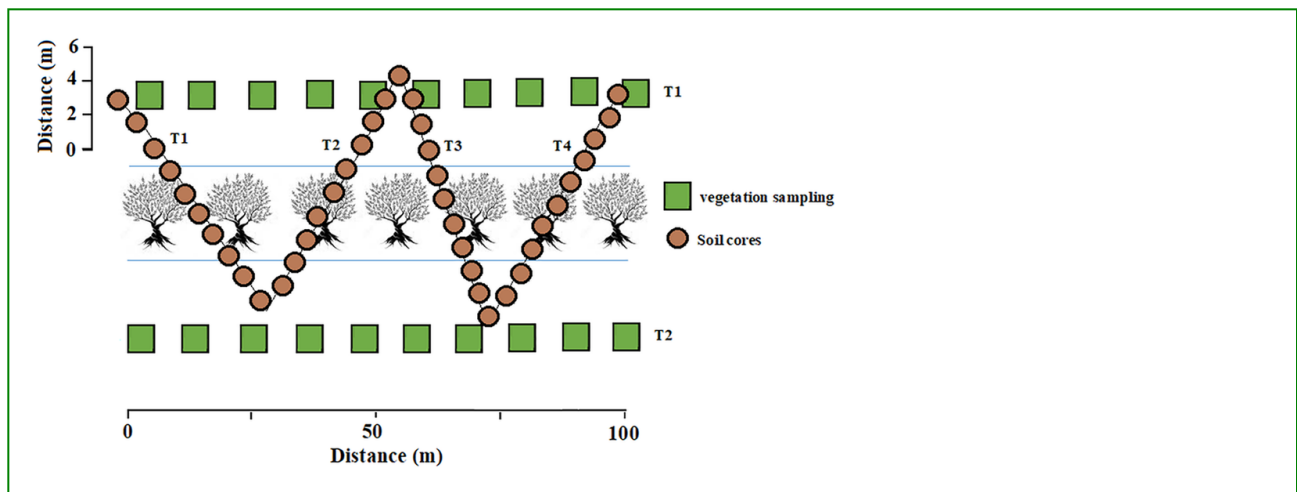 6
4
2
0
Distance (m)
T1
T1
T2
T3
T4
vegetation sampling
Soil cores
T2
0
50
100
Distance (m)